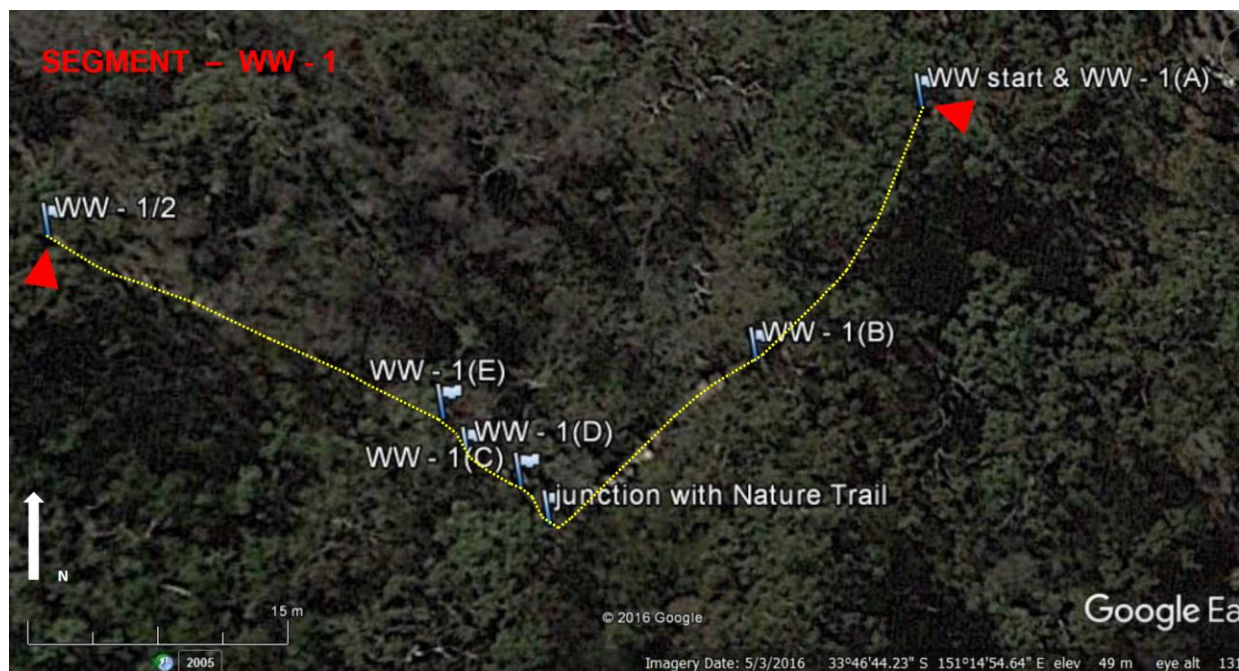 SEGMENT – WW - 1
WW start & WW - 1(A)
WW - 1/2
WW - 1(B)
WW - 1(E)
WW - 1(D)
WW - 1(C)
junction with Nature Trail
N
15 m
© 2016 Google
Google Ea
2005
Imagery Date: 5/3/2016 33°46'44.23" S 151°14'54.64" E elev 49 m eye alt 131